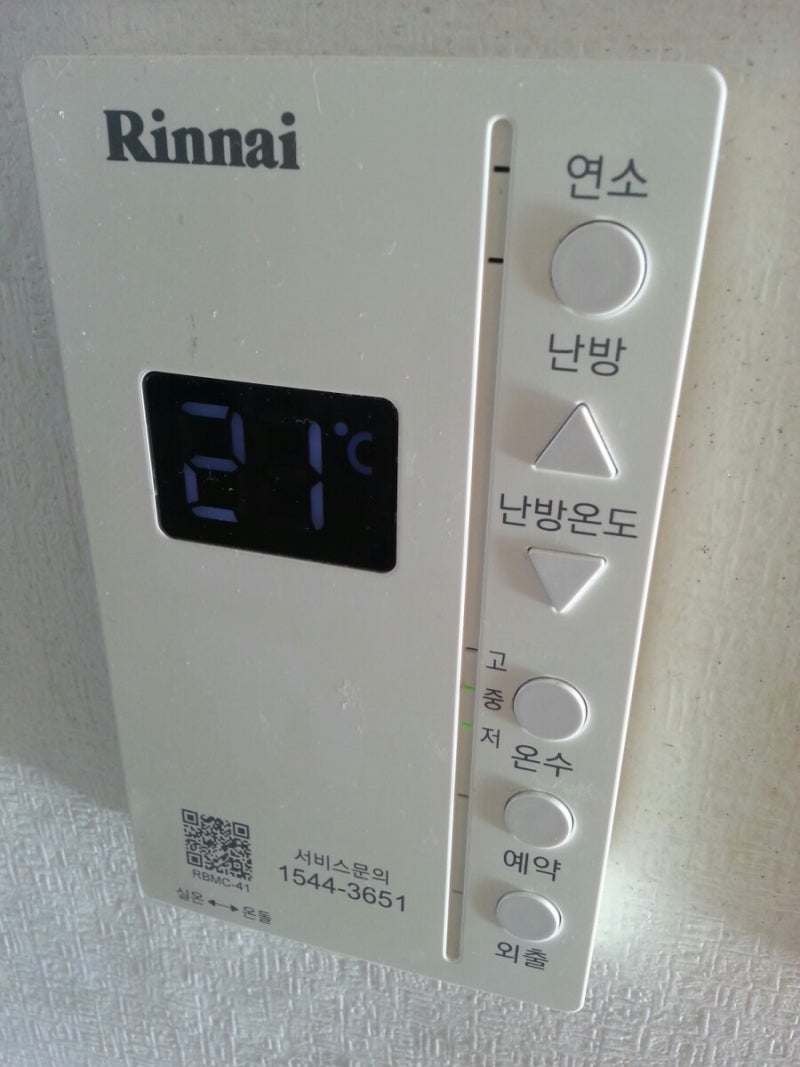 Rinnai
연소
난방
21°C
난방온도
고
중
저
온수
예약
외출
RBMC-41
서비스문의
1544-3651
실온 ↔ 온돌